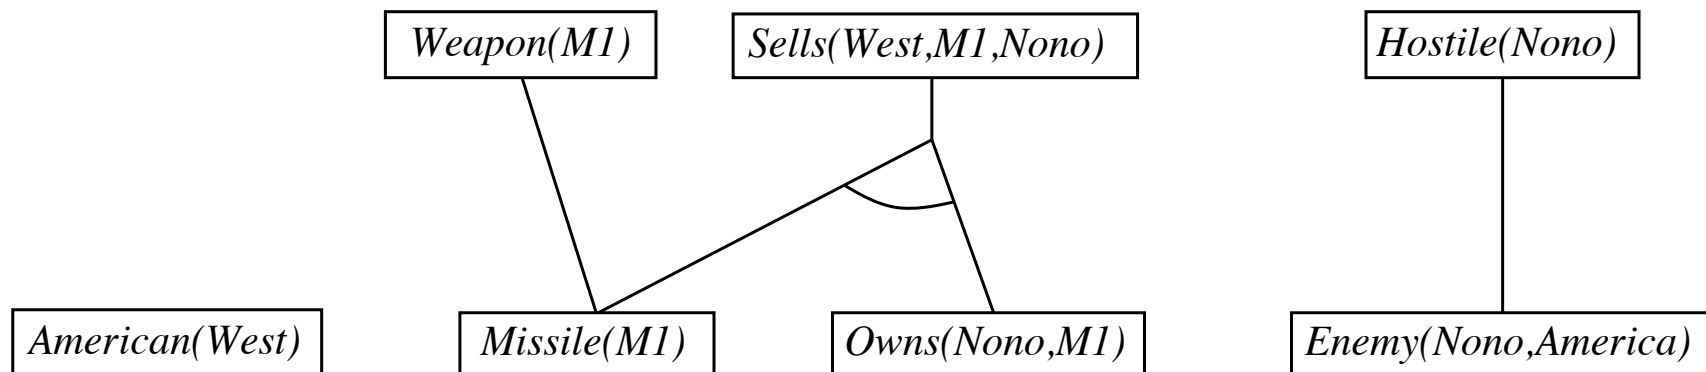 Weapon(M1)
Sells(West,M1,Nono)
Hostile(Nono)
American(West)
Missile(M1)
Owns(Nono,M1)
Enemy(Nono,America)